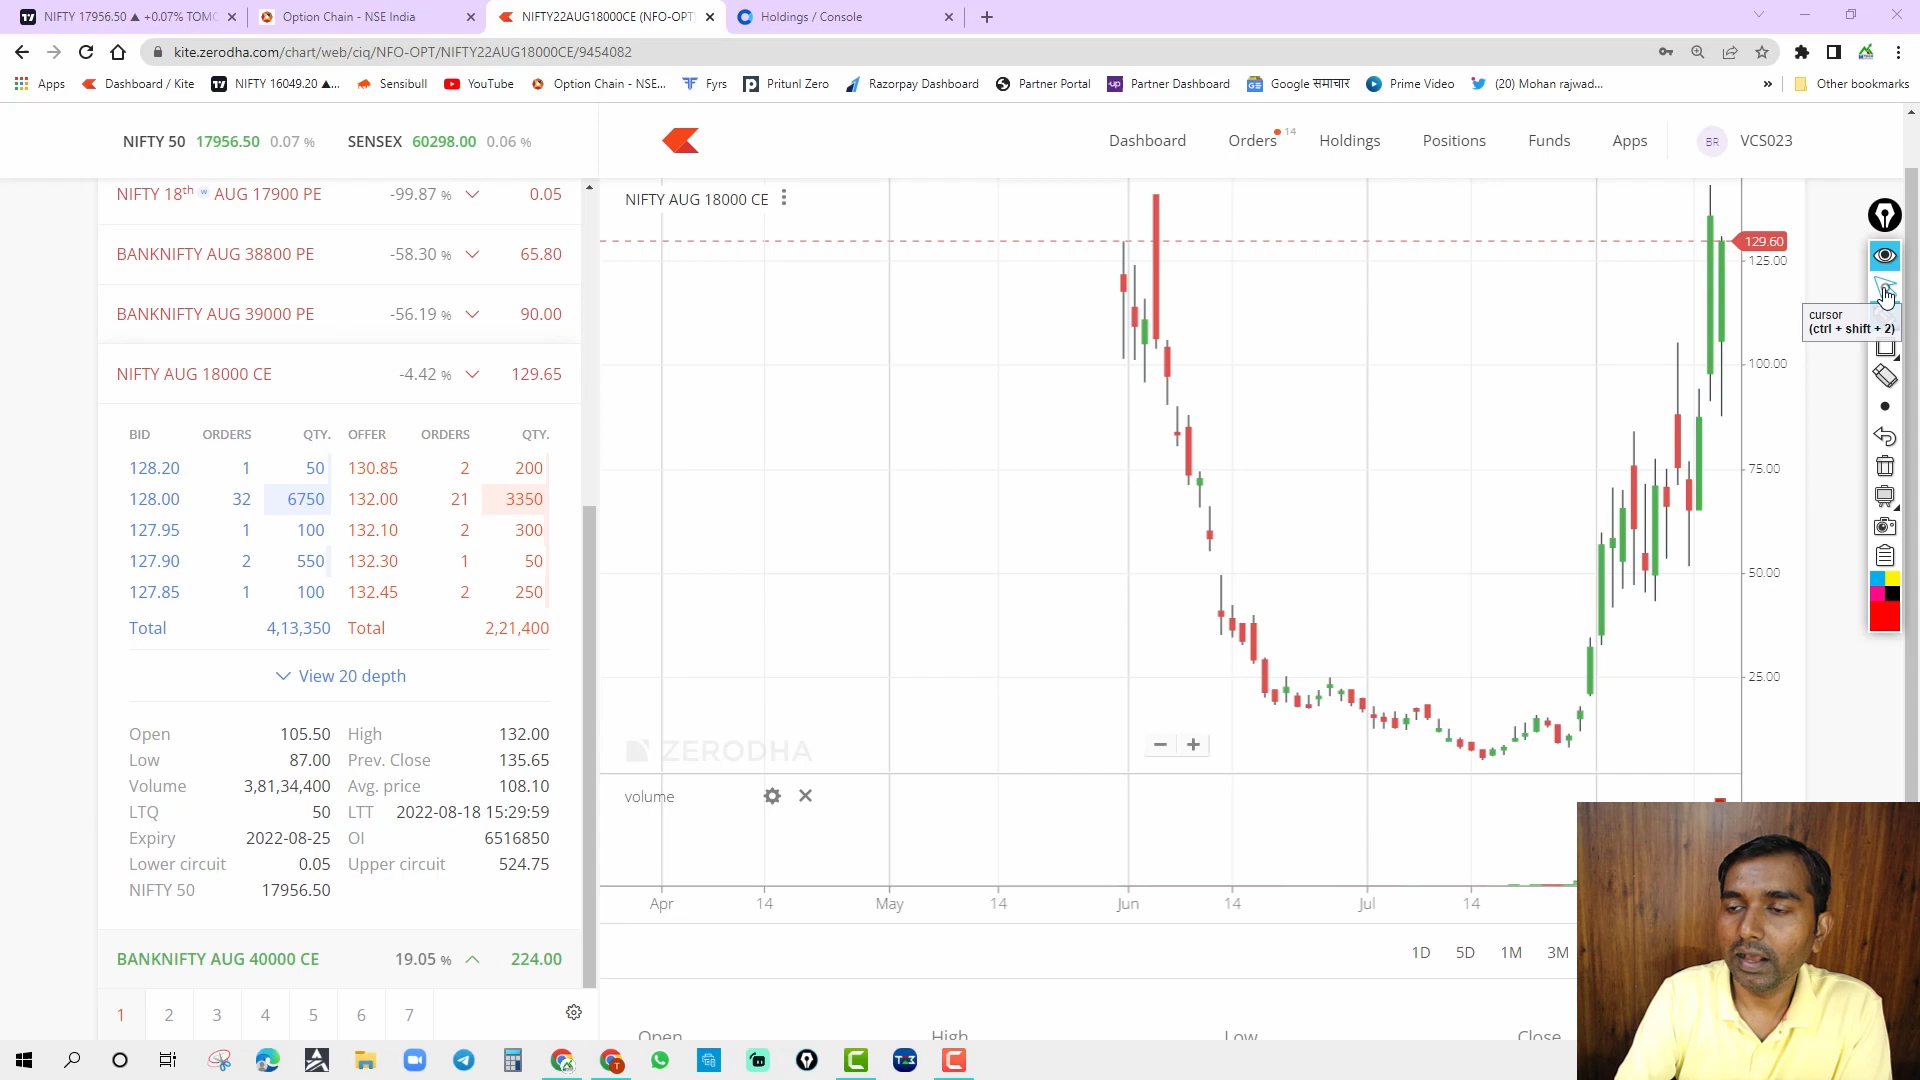 NIFTY 17956.50 ▲ +0.07% TOMC
Option Chain - NSE India
NIFTY22AUG18000CE (NFO-OPT)
Holdings / Console
kite.zerodha.com/chart/web/ciq/NFO-OPT/NIFTY22AUG18000CE/9454082
Apps Dashboard / Kite NIFTY 16049.20 ▲... Sensibull YouTube Option Chain - NSE... Fyrs Pritunl Zero Razorpay Dashboard Partner Portal Partner Dashboard Google समाचार Prime Video (20) Mohan rajwad... » Other bookmarks
NIFTY 50 17956.50 0.07 % SENSEX 60298.00 0.06 %
Dashboard Orders 14 Holdings Positions Funds Apps BR VCS023
NIFTY 18th w AUG 17900 PE -99.87 % 0.05
BANKNIFTY AUG 38800 PE -58.30 % 65.80
BANKNIFTY AUG 39000 PE -56.19 % 90.00
NIFTY AUG 18000 CE -4.42 % 129.65
BID ORDERS QTY. OFFER ORDERS QTY.
128.20 1 50 130.85 2 200
128.00 32 6750 132.00 21 3350
127.95 1 100 132.10 2 300
127.90 2 550 132.30 1 50
127.85 1 100 132.45 2 250
Total 4,13,350 Total 2,21,400
View 20 depth
Open 105.50 High 132.00
Low 87.00 Prev. Close 135.65
Volume 3,81,34,400 Avg. price 108.10
LTQ 50 LTT 2022-08-18 15:29:59
Expiry 2022-08-25 OI 6516850
Lower circuit 0.05 Upper circuit 524.75
NIFTY 50 17956.50
BANKNIFTY AUG 40000 CE 19.05 % 224.00
1 2 3 4 5 6 7
NIFTY AUG 18000 CE
129.60
125.00
100.00
75.00
50.00
25.00
cursor
(ctrl + shift + 2)
ZERODHA
volume
Apr 14 May 14 Jun 14 Jul 14
1D 5D 1M 3M
Open High Low Close